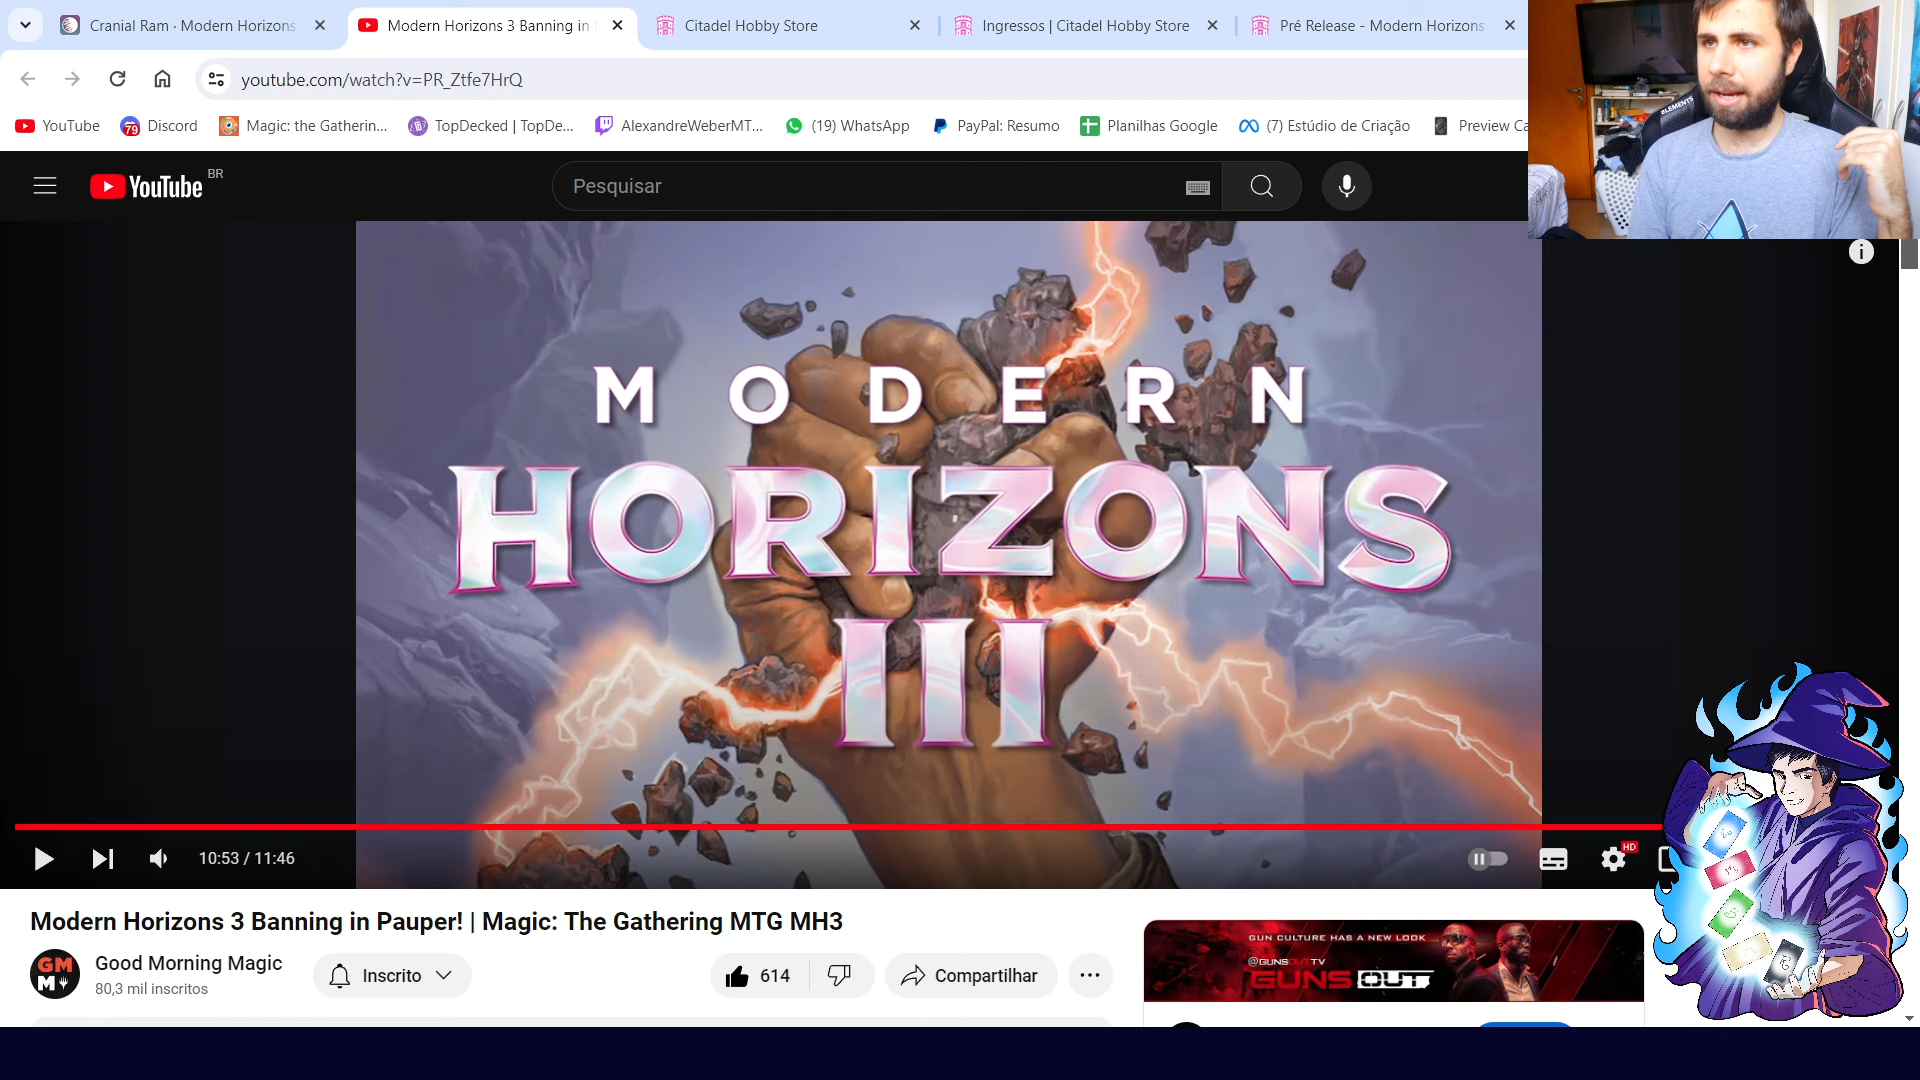 Cranial Ram · Modern Horizons
Modern Horizons 3 Banning in
Citadel Hobby Store
Ingressos | Citadel Hobby Store
Pré Release - Modern Horizons
youtube.com/watch?v=PR_Ztfe7HrQ
YouTube
79
Discord
Magic: the Gatherin...
TopDecked | TopDe...
AlexandreWeberMT...
(19) WhatsApp
PayPal: Resumo
Planilhas Google
(7) Estúdio de Criação
Preview Ca
ELEMENTS
YouTube
BR
Pesquisar
MODERN
HORIZONS
III
10:53 / 11:46
HD
Modern Horizons 3 Banning in Pauper! | Magic: The Gathering MTG MH3
GM
M
Good Morning Magic
80,3 mil inscritos
Inscrito
614
Compartilhar
GUN CULTURE HAS A NEW LOOK
@GUNSOUTTV
GUNS OUT